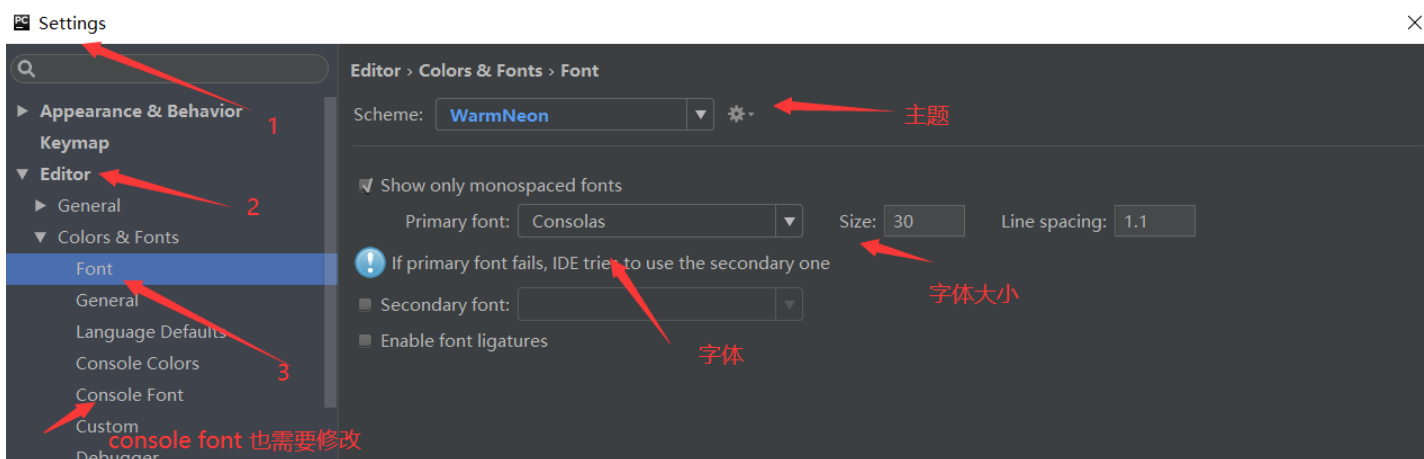 PC Settings
Editor › Colors & Fonts › Font
Scheme: WarmNeon
主题
Appearance & Behavior
1
Keymap
Editor
2
General
Colors & Fonts
Font
General
Language Defaults
Console Colors
3
Console Font
Custom
console font 也需要修改
Debugger
Show only monospaced fonts
Primary font: Consolas
Size: 30
Line spacing: 1.1
If primary font fails, IDE tries to use the secondary one
字体大小
Secondary font:
Enable font ligatures
字体